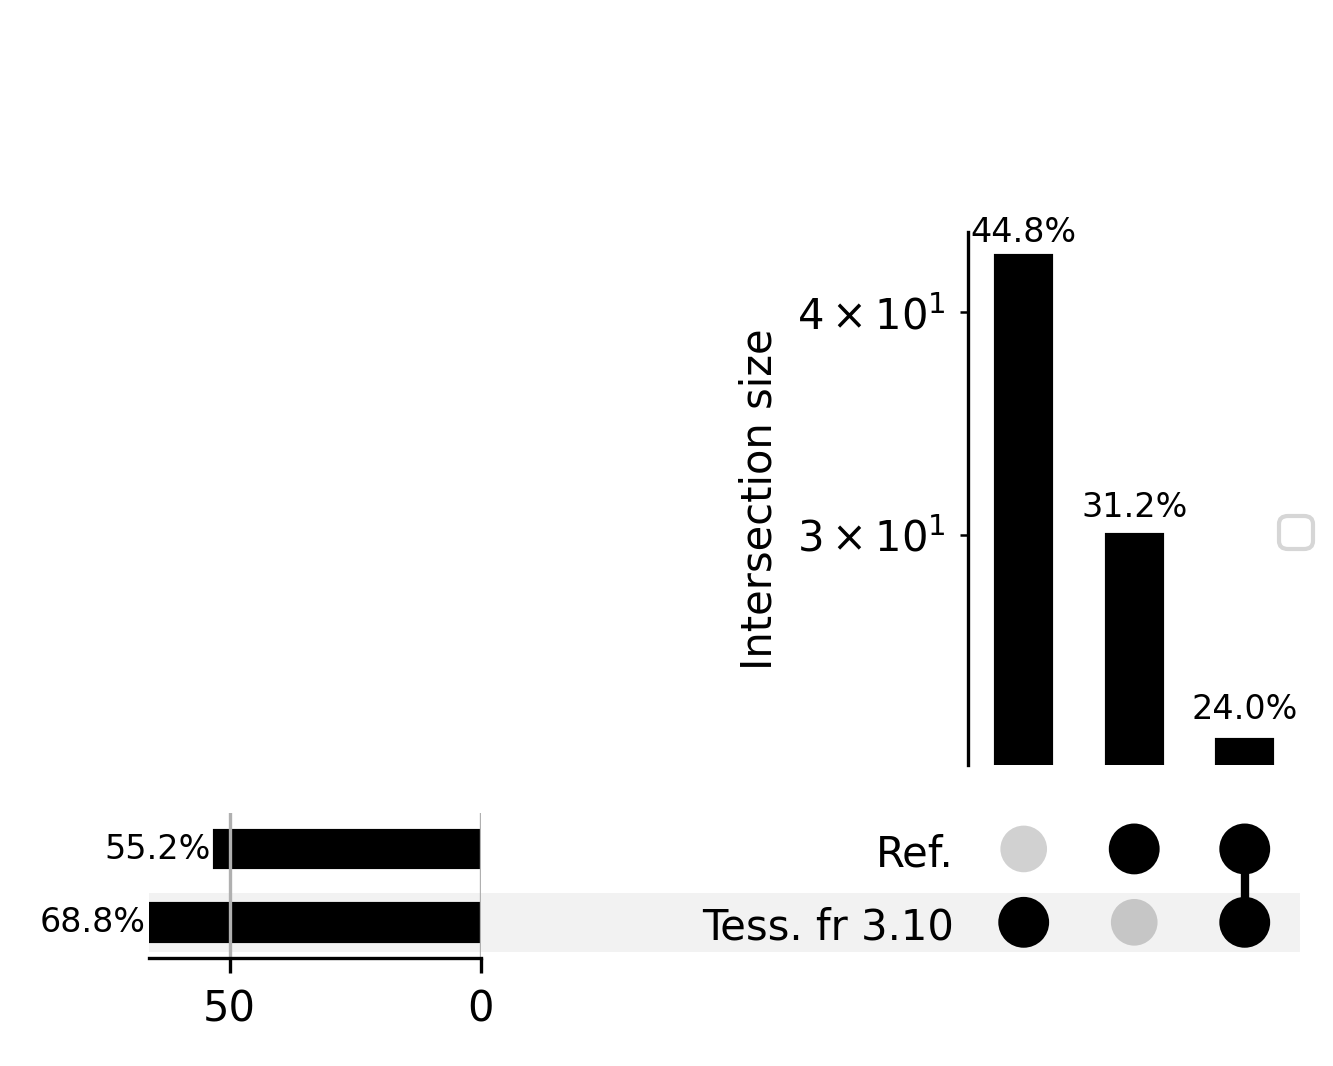 44.8%
4 × 10¹
Intersection size
31.2%
3 × 10¹
24.0%
55.2%
Ref.
68.8%
Tess. fr 3.10
50
0